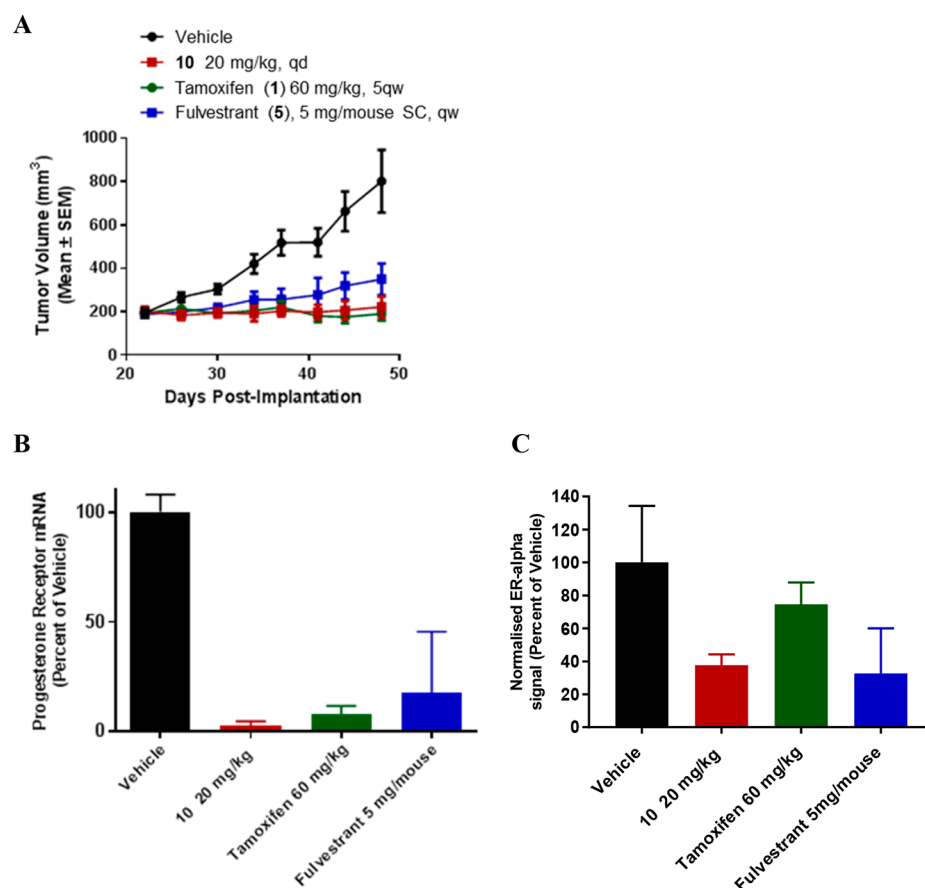 A
Vehicle
10 20 mg/kg, qd
Tamoxifen (1) 60 mg/kg, 5qw
Fulvestrant (5), 5 mg/mouse SC, qw
Tumor Volume (mm³)
(Mean ± SEM)
1000
800
600
400
200
0
20 30 40 50
Days Post-Implantation
B
Progesterone Receptor mRNA
(Percent of Vehicle)
100
50
0
Vehicle
10 20 mg/kg
Tamoxifen 60 mg/kg
Fulvestrant 5 mg/mouse
C
Normalised ER-alpha
signal (Percent of Vehicle)
140
120
100
80
60
40
20
0
Vehicle
10 20 mg/kg
Tamoxifen 60 mg/kg
Fulvestrant 5mg/mouse